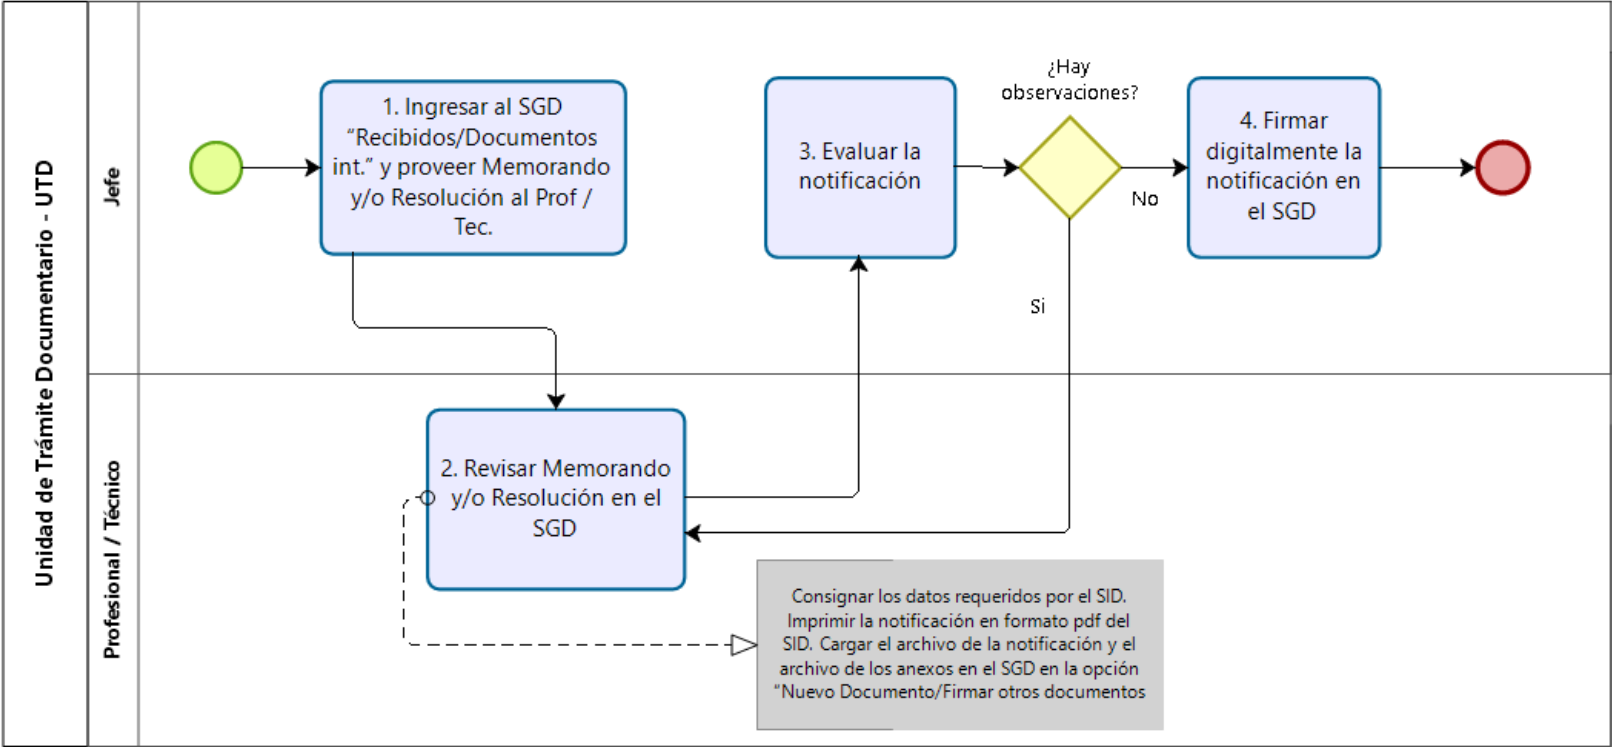 Unidad de Trámite Documentario - UTD
Jefe
1. Ingresar al SGD
“Recibidos/Documentos
int.” y proveer Memorando
y/o Resolución al Prof /
Tec.
3. Evaluar la
notificación
¿Hay
observaciones?
No
Si
4. Firmar
digitalmente la
notificación en
el SGD
Profesional / Técnico
2. Revisar Memorando
y/o Resolución en el
SGD
Consignar los datos requeridos por el SID.
Imprimir la notificación en formato pdf del
SID. Cargar el archivo de la notificación y el
archivo de los anexos en el SGD en la opción
“Nuevo Documento/Firmar otros documentos